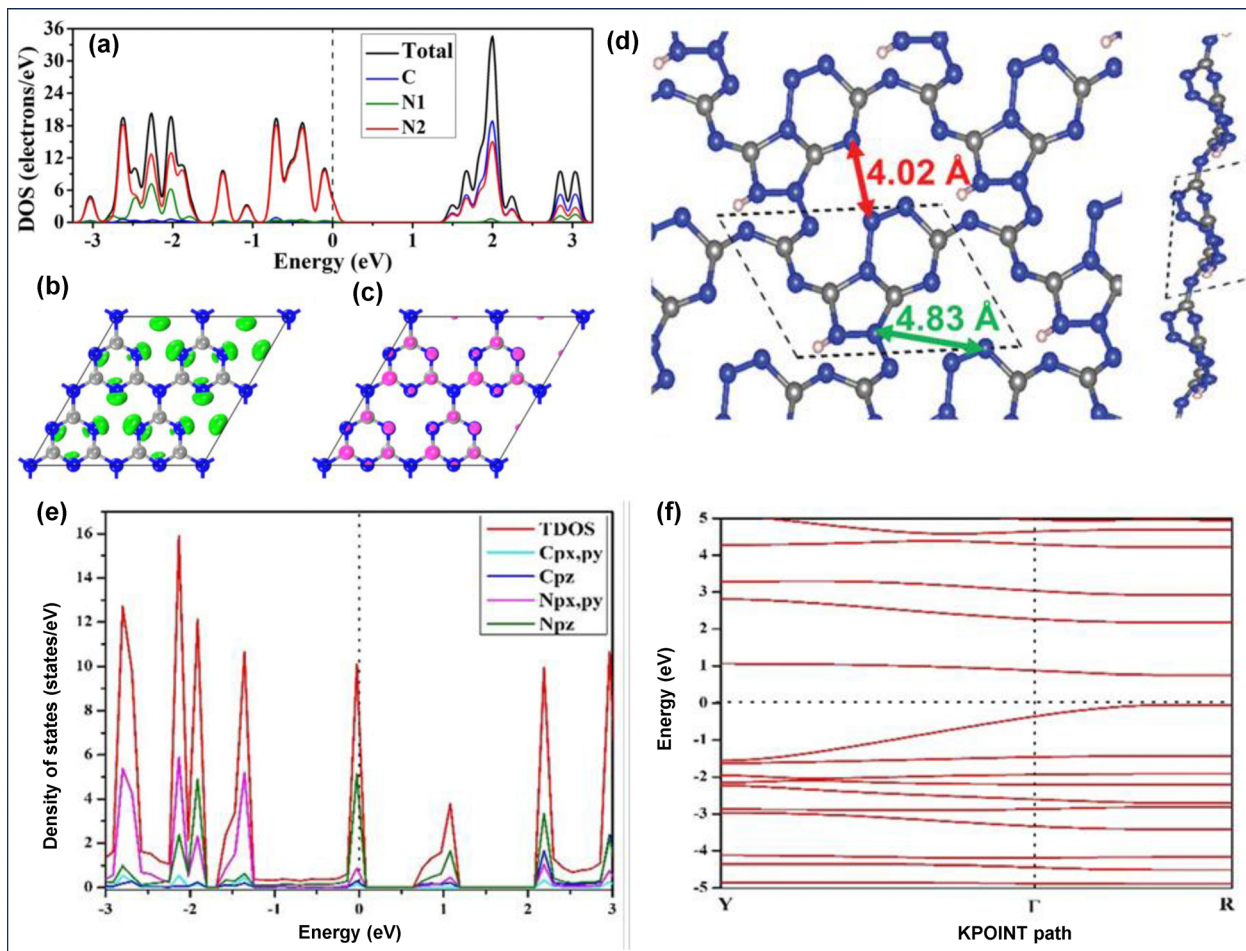 (a)
DOS (electrons/eV)
36
30
24
18
12
6
0
Total
C
N1
N2
-3 -2 -1 0 1 2 3
Energy (eV)
(b)
(c)
(d)
4.02 Å
4.83 Å
(e)
Density of states (states/eV)
16
14
12
10
8
6
4
2
0
TDOS
Cpx,py
Cpz
Npx,py
Npz
-3 -2 -1 0 1 2 3
Energy (eV)
(f)
Energy (eV)
5
4
3
2
1
0
-1
-2
-3
-4
-5
Y Γ R
KPOINT path